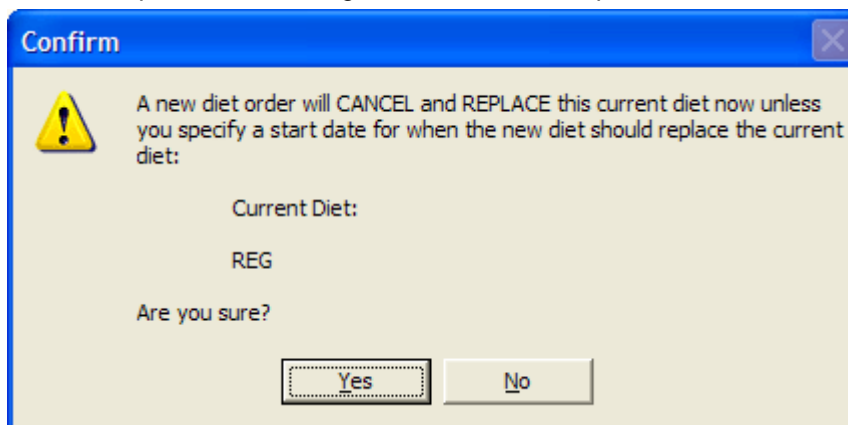 Confirm
A new diet order will CANCEL and REPLACE this current diet now unless
you specify a start date for when the new diet should replace the current
diet:
Current Diet:
REG
Are you sure?
Yes
No